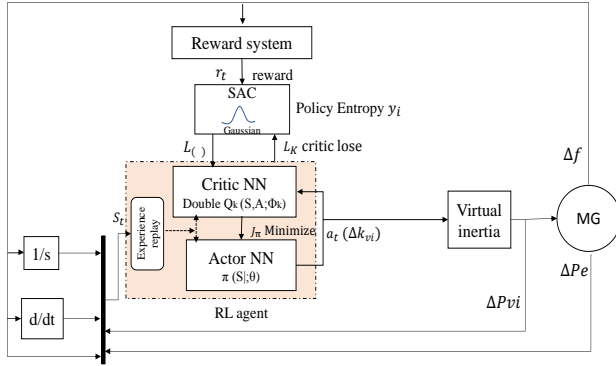 Reward system
r_t reward
SAC
Gaussian
Policy Entropy y_i
L_( )
L_K critic lose
Δf
Critic NN
Double Q_k (S,A;Φ_k)
S_t
Experience
replay
J_π Minimize
a_t (Δk_vi)
Virtual
inertia
MG
Actor NN
π (S|;θ)
1/s
d/dt
RL agent
ΔPvi
ΔPe